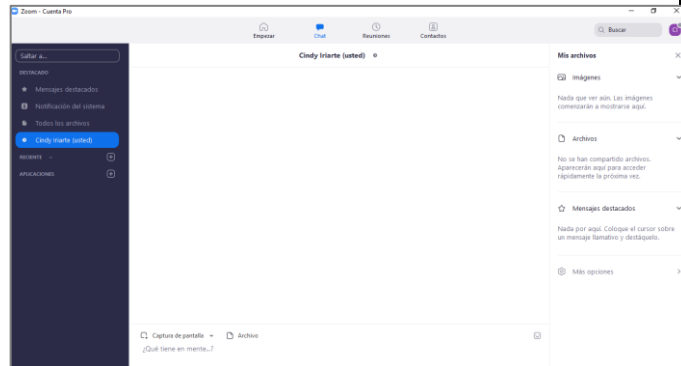 Zoom - Cuenta Pro
Empezar
Chat
Reuniones
Contactos
Buscar
Saltar a...
DESTACADO
Mensajes destacados
Notificación del sistema
Todos los archivos
Cindy Iriarte (usted)
RECIENTE
APLICACIONES
Cindy Iriarte (usted)
Captura de pantalla
Archivo
¿Qué tiene en mente...?
Mis archivos
Imágenes
Nada que ver aún. Las imágenes
comenzarán a mostrarse aquí.
Archivos
No se han compartido archivos.
Aparecerán aquí para acceder
rápidamente la próxima vez.
Mensajes destacados
Nada por aquí. Coloque el cursor sobre
un mensaje llamativo y destáquelo.
Más opciones